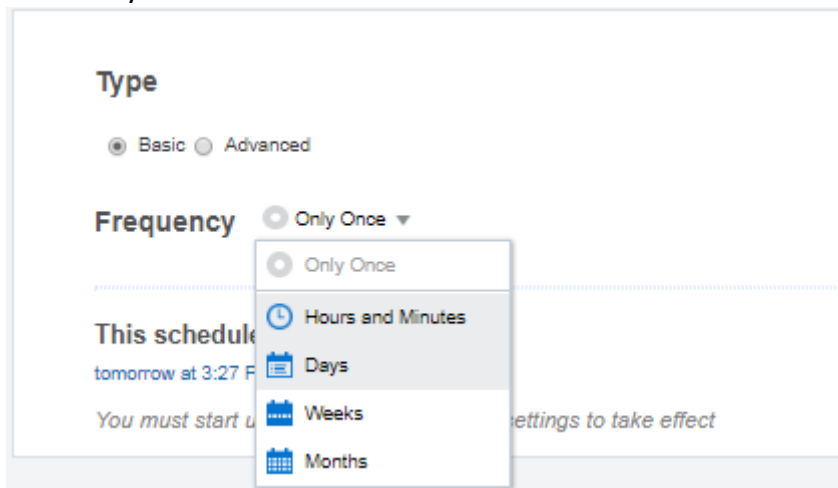 Type
Basic Advanced
Frequency Only Once
Only Once
Hours and Minutes
This schedule
Days
tomorrow at 3:27
Weeks
You must start settings to take effect
Months